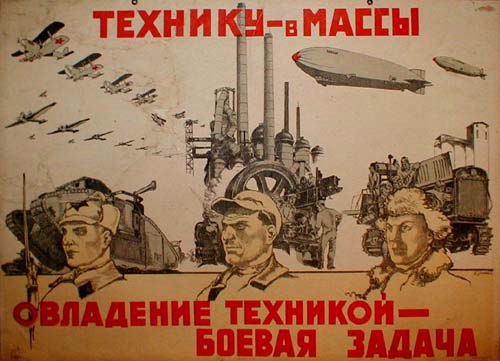 ТЕХНИКУ–в МАССЫ
ОВЛАДЕНИЕ ТЕХНИКОЙ—
БОЕВАЯ ЗАДАЧА